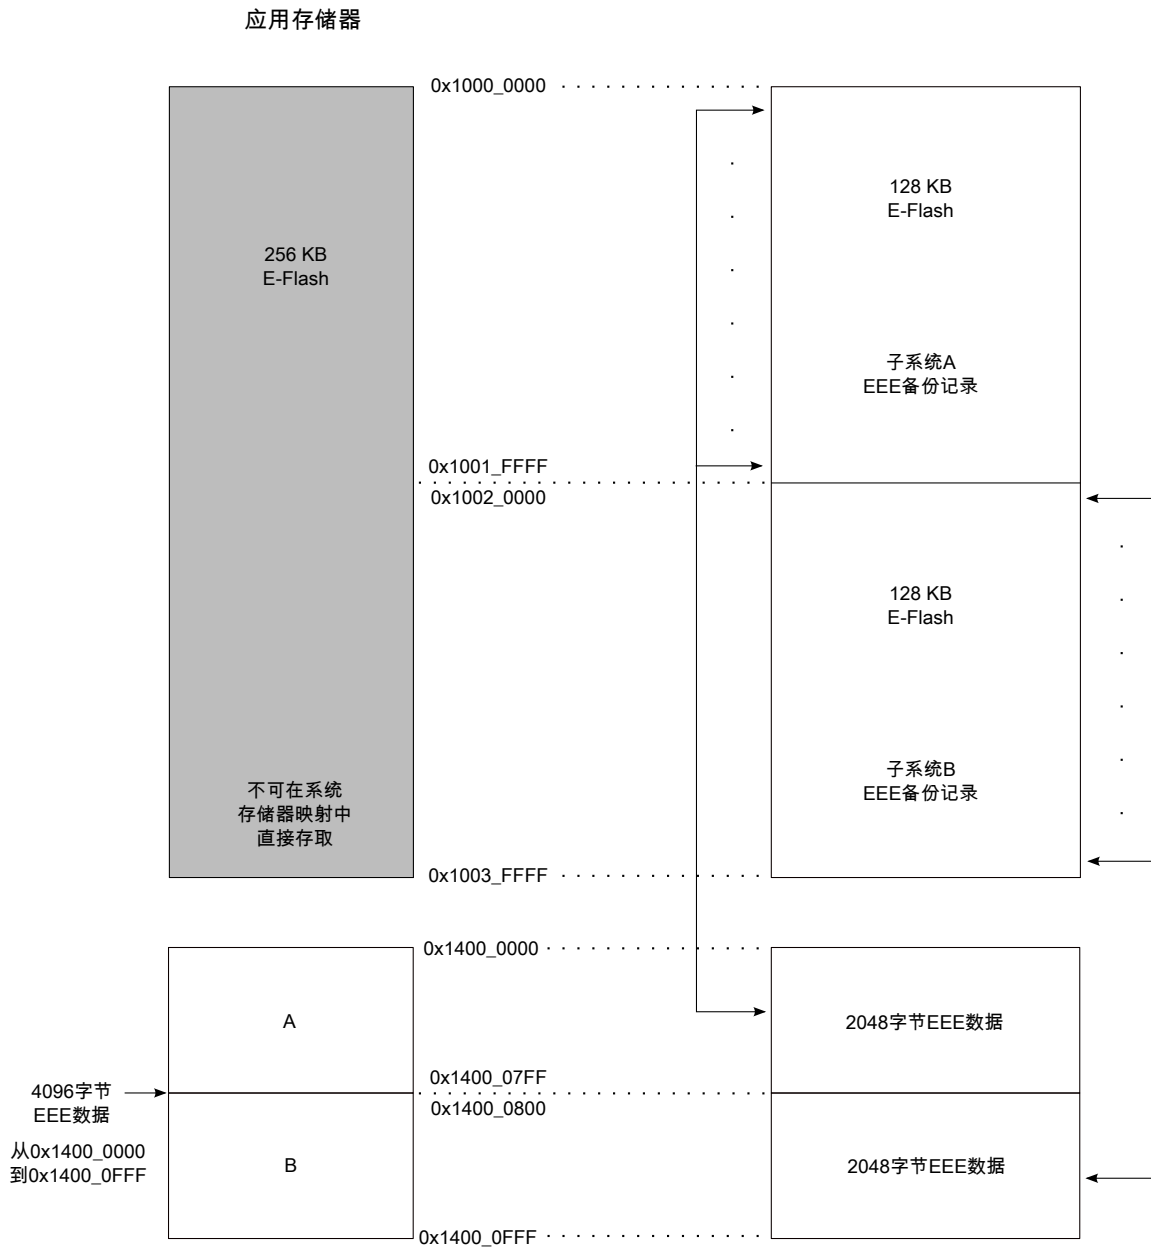 应用存储器
0x1000_0000
128 KB
E-Flash
256 KB
E-Flash
子系统A
EEE备份记录
0x1001_FFFF
0x1002_0000
128 KB
E-Flash
子系统B
EEE备份记录
不可在系统
存储器映射中
直接存取
0x1003_FFFF
0x1400_0000
A
2048字节EEE数据
0x1400_07FF
4096字节
EEE数据
0x1400_0800
从0x1400_0000
到0x1400_0FFF
B
2048字节EEE数据
0x1400_0FFF